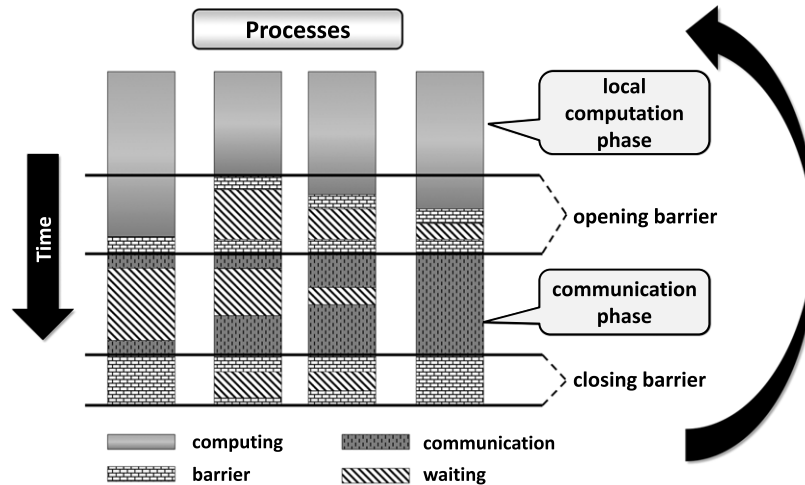 Processes
local
computation
phase
Time
opening barrier
communication
phase
closing barrier
computing
communication
barrier
waiting